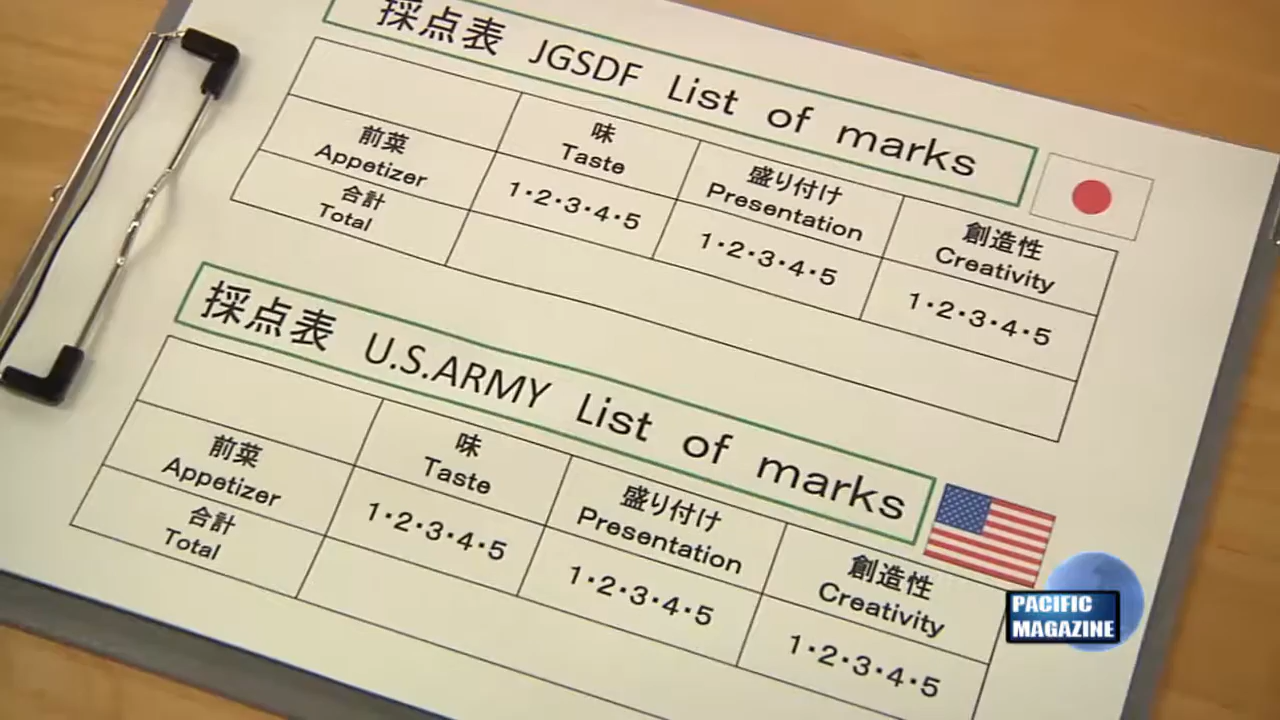 採点表 JGSDF List of marks
味
Taste
盛り付け
Presentation
創造性
Creativity
前菜
Appetizer
1・2・3・4・5
1・2・3・4・5
1・2・3・4・5
合計
Total
採点表 U.S.ARMY List of marks
味
Taste
盛り付け
Presentation
創造性
Creativity
前菜
Appetizer
1・2・3・4・5
1・2・3・4・5
1・2・3・4・5
合計
Total
PACIFIC
MAGAZINE